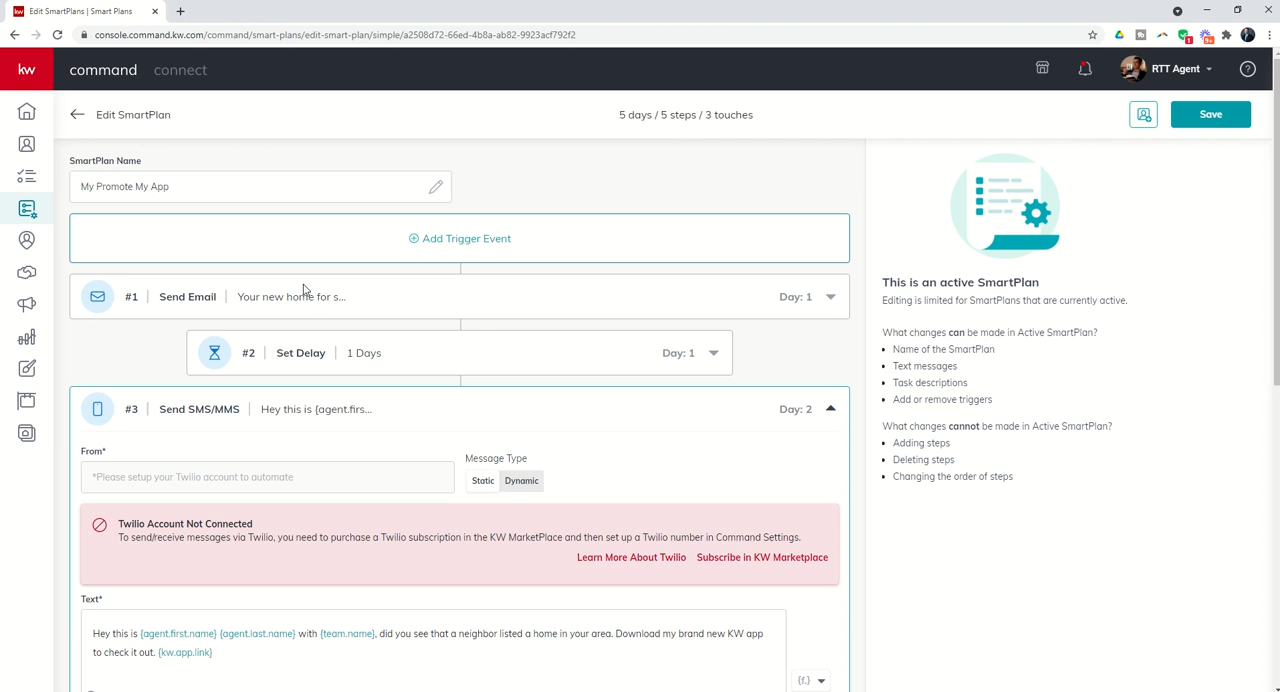 Edit SmartPlans | Smart Plans
console.command.kw.com/command/smart-plans/edit-smart-plan/simple/a2508d72-66ed-4b8a-ab82-9923acf792f2
kw command connect RTT Agent
Edit SmartPlan 5 days / 5 steps / 3 touches Save
SmartPlan Name
My Promote My App
Add Trigger Event
#1 Send Email Your new home for s... Day: 1
#2 Set Delay 1 Days Day: 1
#3 Send SMS/MMS Hey this is {agent.firs... Day: 2
From*
*Please setup your Twilio account to automate
Message Type
Static Dynamic
Twilio Account Not Connected
To send/receive messages via Twilio, you need to purchase a Twilio subscription in the KW MarketPlace and then set up a Twilio number in Command Settings.
Learn More About Twilio Subscribe in KW Marketplace
Text*
Hey this is {agent.first.name} {agent.last.name} with {team.name}, did you see that a neighbor listed a home in your area. Download my brand new KW app
to check it out. {kw.app.link}
{f.}
This is an active SmartPlan
Editing is limited for SmartPlans that are currently active.
What changes can be made in Active SmartPlan?
Name of the SmartPlan
Text messages
Task descriptions
Add or remove triggers
What changes cannot be made in Active SmartPlan?
Adding steps
Deleting steps
Changing the order of steps